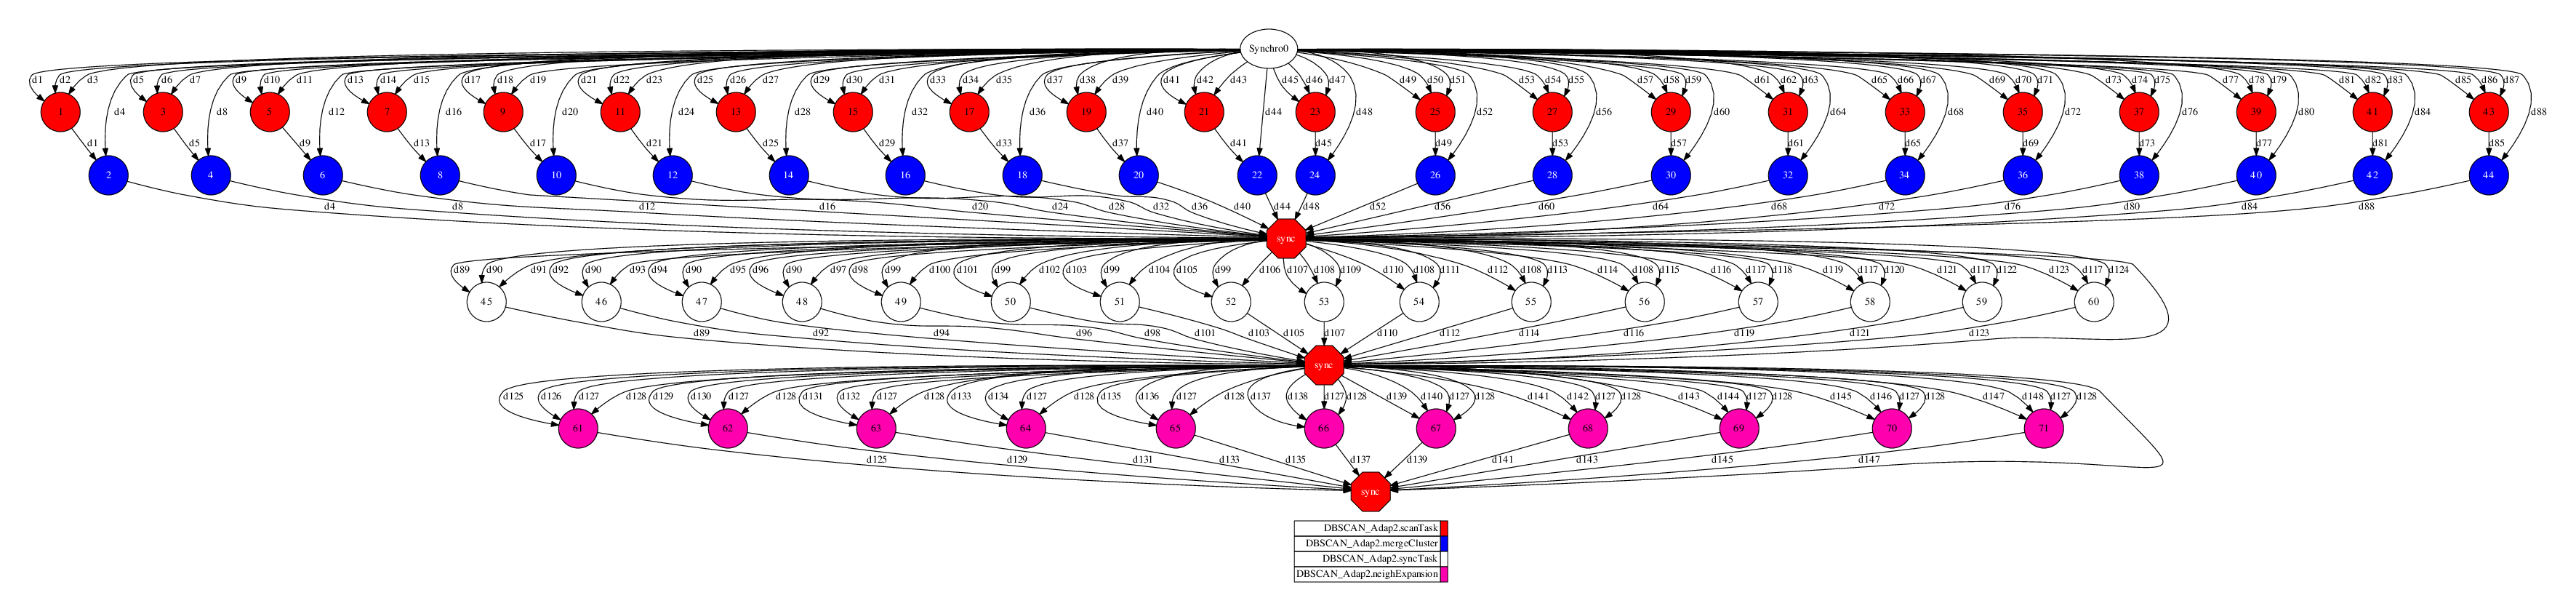 Synchro0
d1 d2 d3 d4 d5 d6 d7 d8 d9 d10 d11 d12 d13 d14 d15 d16 d17 d18 d19 d20 d21 d22 d23 d24 d25 d26 d27 d28 d29 d30 d31 d32 d33 d34 d35 d36 d37 d38 d39 d40 d41 d42 d43 d44 d45 d46 d47 d48 d49 d50 d51 d52 d53 d54 d55 d56 d57 d58 d59 d60 d61 d62 d63 d64 d65 d66 d67 d68 d69 d70 d71 d72 d73 d74 d75 d76 d77 d78 d79 d80 d81 d82 d83 d84 d85 d86 d87 d88
1 3 5 7 9 11 13 15 17 19 21 23 25 27 29 31 33 35 37 39 41 43
d1 d5 d9 d13 d17 d21 d25 d29 d33 d37 d41 d45 d49 d53 d57 d61 d65 d69 d73 d77 d81 d85
2 4 6 8 10 12 14 16 18 20 22 24 26 28 30 32 34 36 38 40 42 44
d4 d8 d12 d16 d20 d24 d28 d32 d36 d40 d44 d48 d52 d56 d60 d64 d68 d72 d76 d80 d84 d88
sync
d89 d90 d91 d92 d90 d93 d94 d90 d95 d96 d90 d97 d98 d99 d100 d101 d99 d102 d103 d99 d104 d105 d99 d106 d107 d108 d109 d110 d108 d111 d112 d108 d113 d114 d108 d115 d116 d117 d118 d119 d117 d120 d121 d117 d122 d123 d117 d124
45 46 47 48 49 50 51 52 53 54 55 56 57 58 59 60
d89 d92 d94 d96 d98 d101 d103 d105 d107 d110 d112 d114 d116 d119 d121 d123
sync
d125 d126 d127 d128 d129 d130 d127 d128 d131 d132 d127 d128 d133 d134 d127 d128 d135 d136 d127 d128 d137 d138 d127 d128 d139 d140 d127 d128 d141 d142 d127 d128 d143 d144 d127 d128 d145 d146 d127 d128 d147 d148 d127 d128
61 62 63 64 65 66 67 68 69 70 71
d125 d129 d131 d133 d135 d137 d139 d141 d143 d145 d147
sync
DBSCAN_Adap2.scanTask
DBSCAN_Adap2.mergeCluster
DBSCAN_Adap2.syncTask
DBSCAN_Adap2.neighExpansion